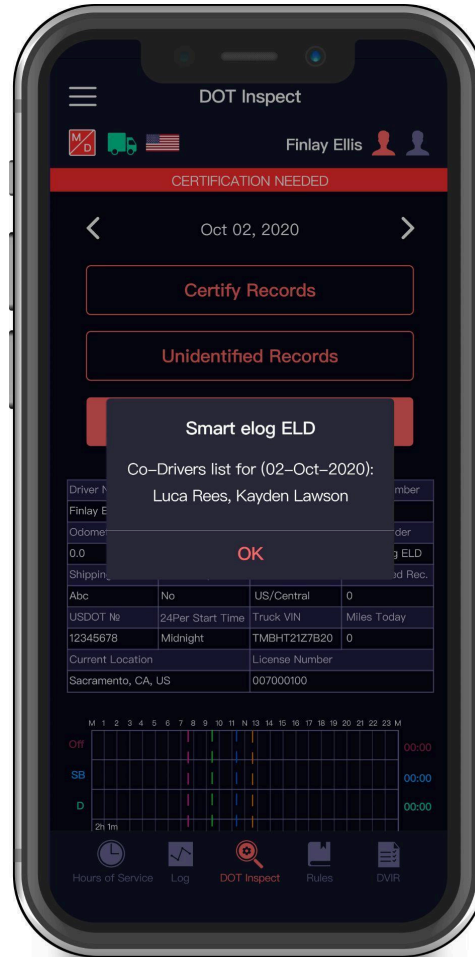 DOT Inspect
M/D
Finlay Ellis
CERTIFICATION NEEDED
Oct 02, 2020
Certify Records
Unidentified Records
Smart elog ELD
Co-Drivers list for (02-Oct-2020):
Luca Rees, Kayden Lawson
OK
Driver
Finlay
0.0 ELD
Shipping Rec.
Abc No US/Central 0
USDOT № 24Per Start Time Truck VIN Miles Today
12345678 Midnight TMBHT21Z7B20 0
Current Location License Number
Sacramento, CA, US 007000100
M 1 2 3 4 5 6 7 8 9 10 11 N 13 14 15 16 17 18 19 20 21 22 23 M
Off 00:00
SB 00:00
D 00:00
2h 1m
Hours of Service Log DOT Inspect Rules DVIR